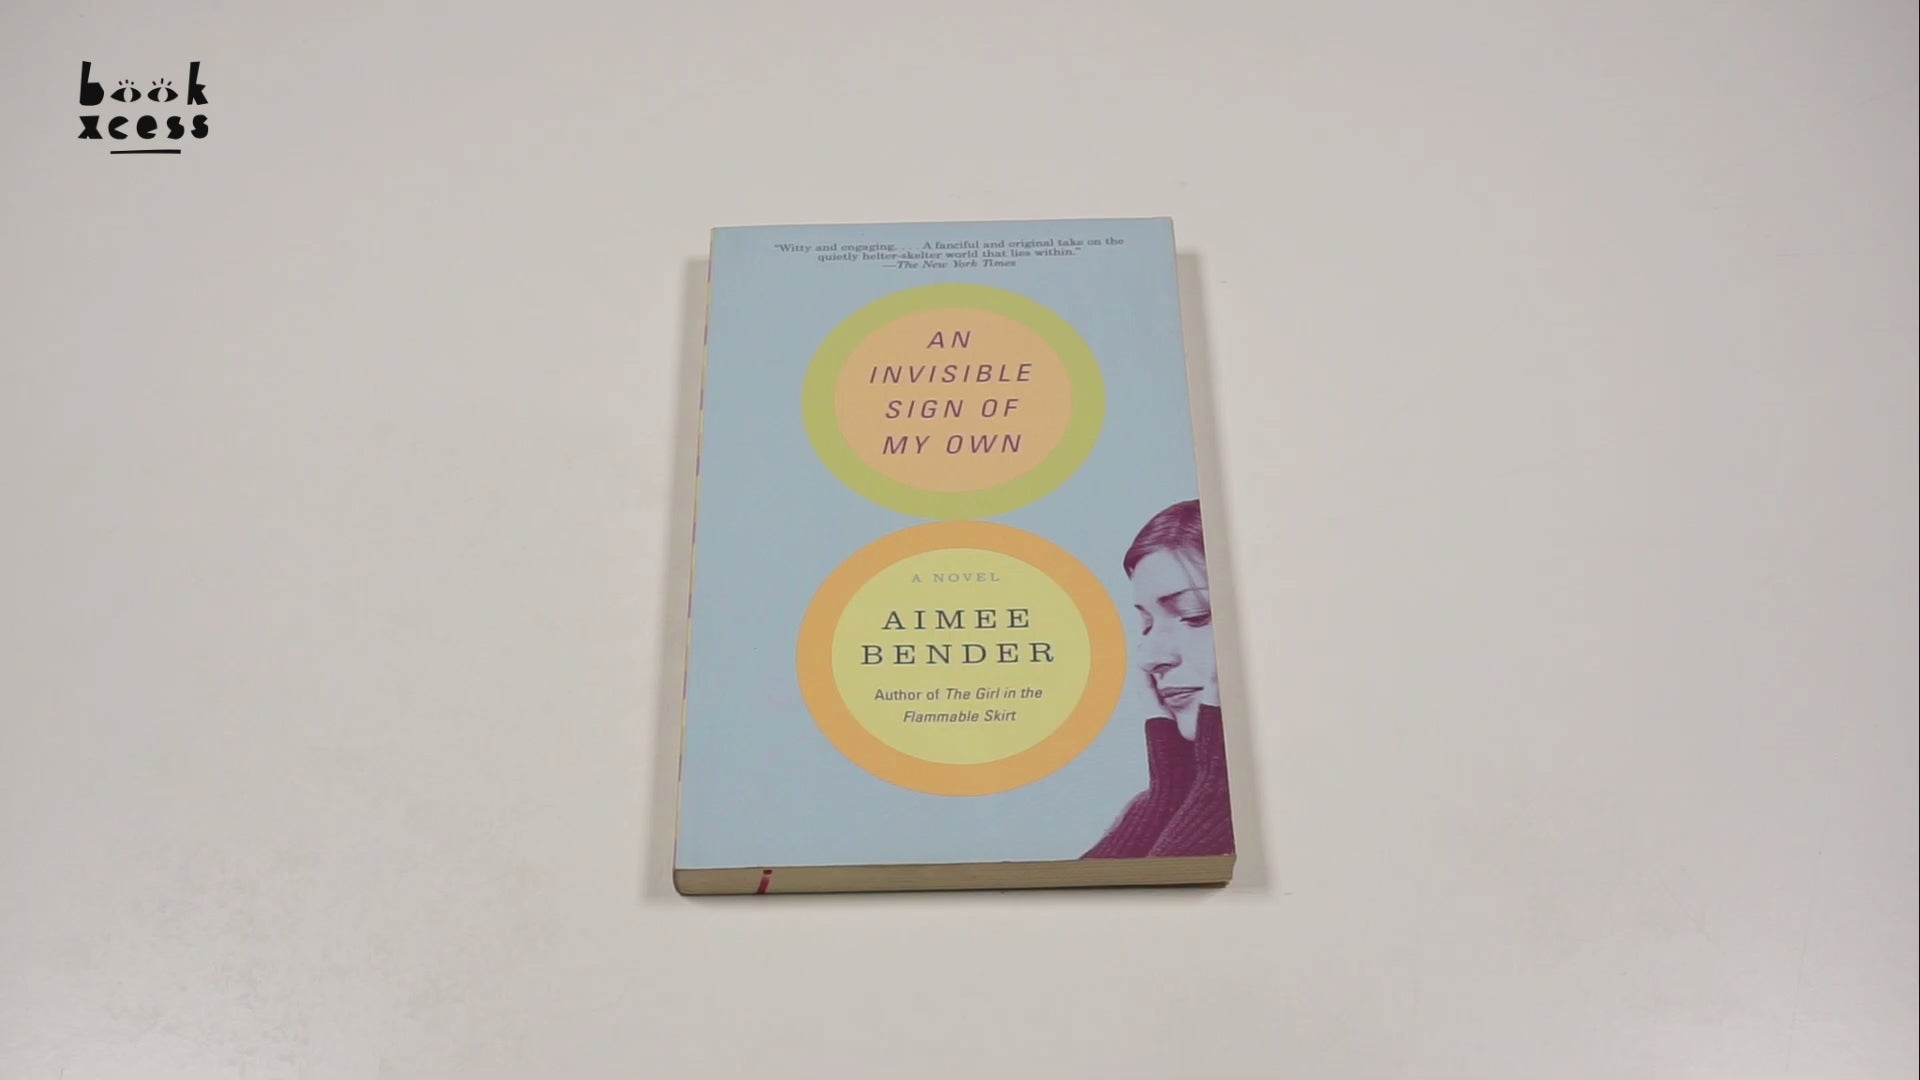 book
xcess
"Witty and engaging. . . . A fanciful and original take on the
quietly helter-skelter world that lies within."
—The New York Times
AN
INVISIBLE
SIGN OF
MY OWN
A NOVEL
AIMEE
BENDER
Author of The Girl in the
Flammable Skirt